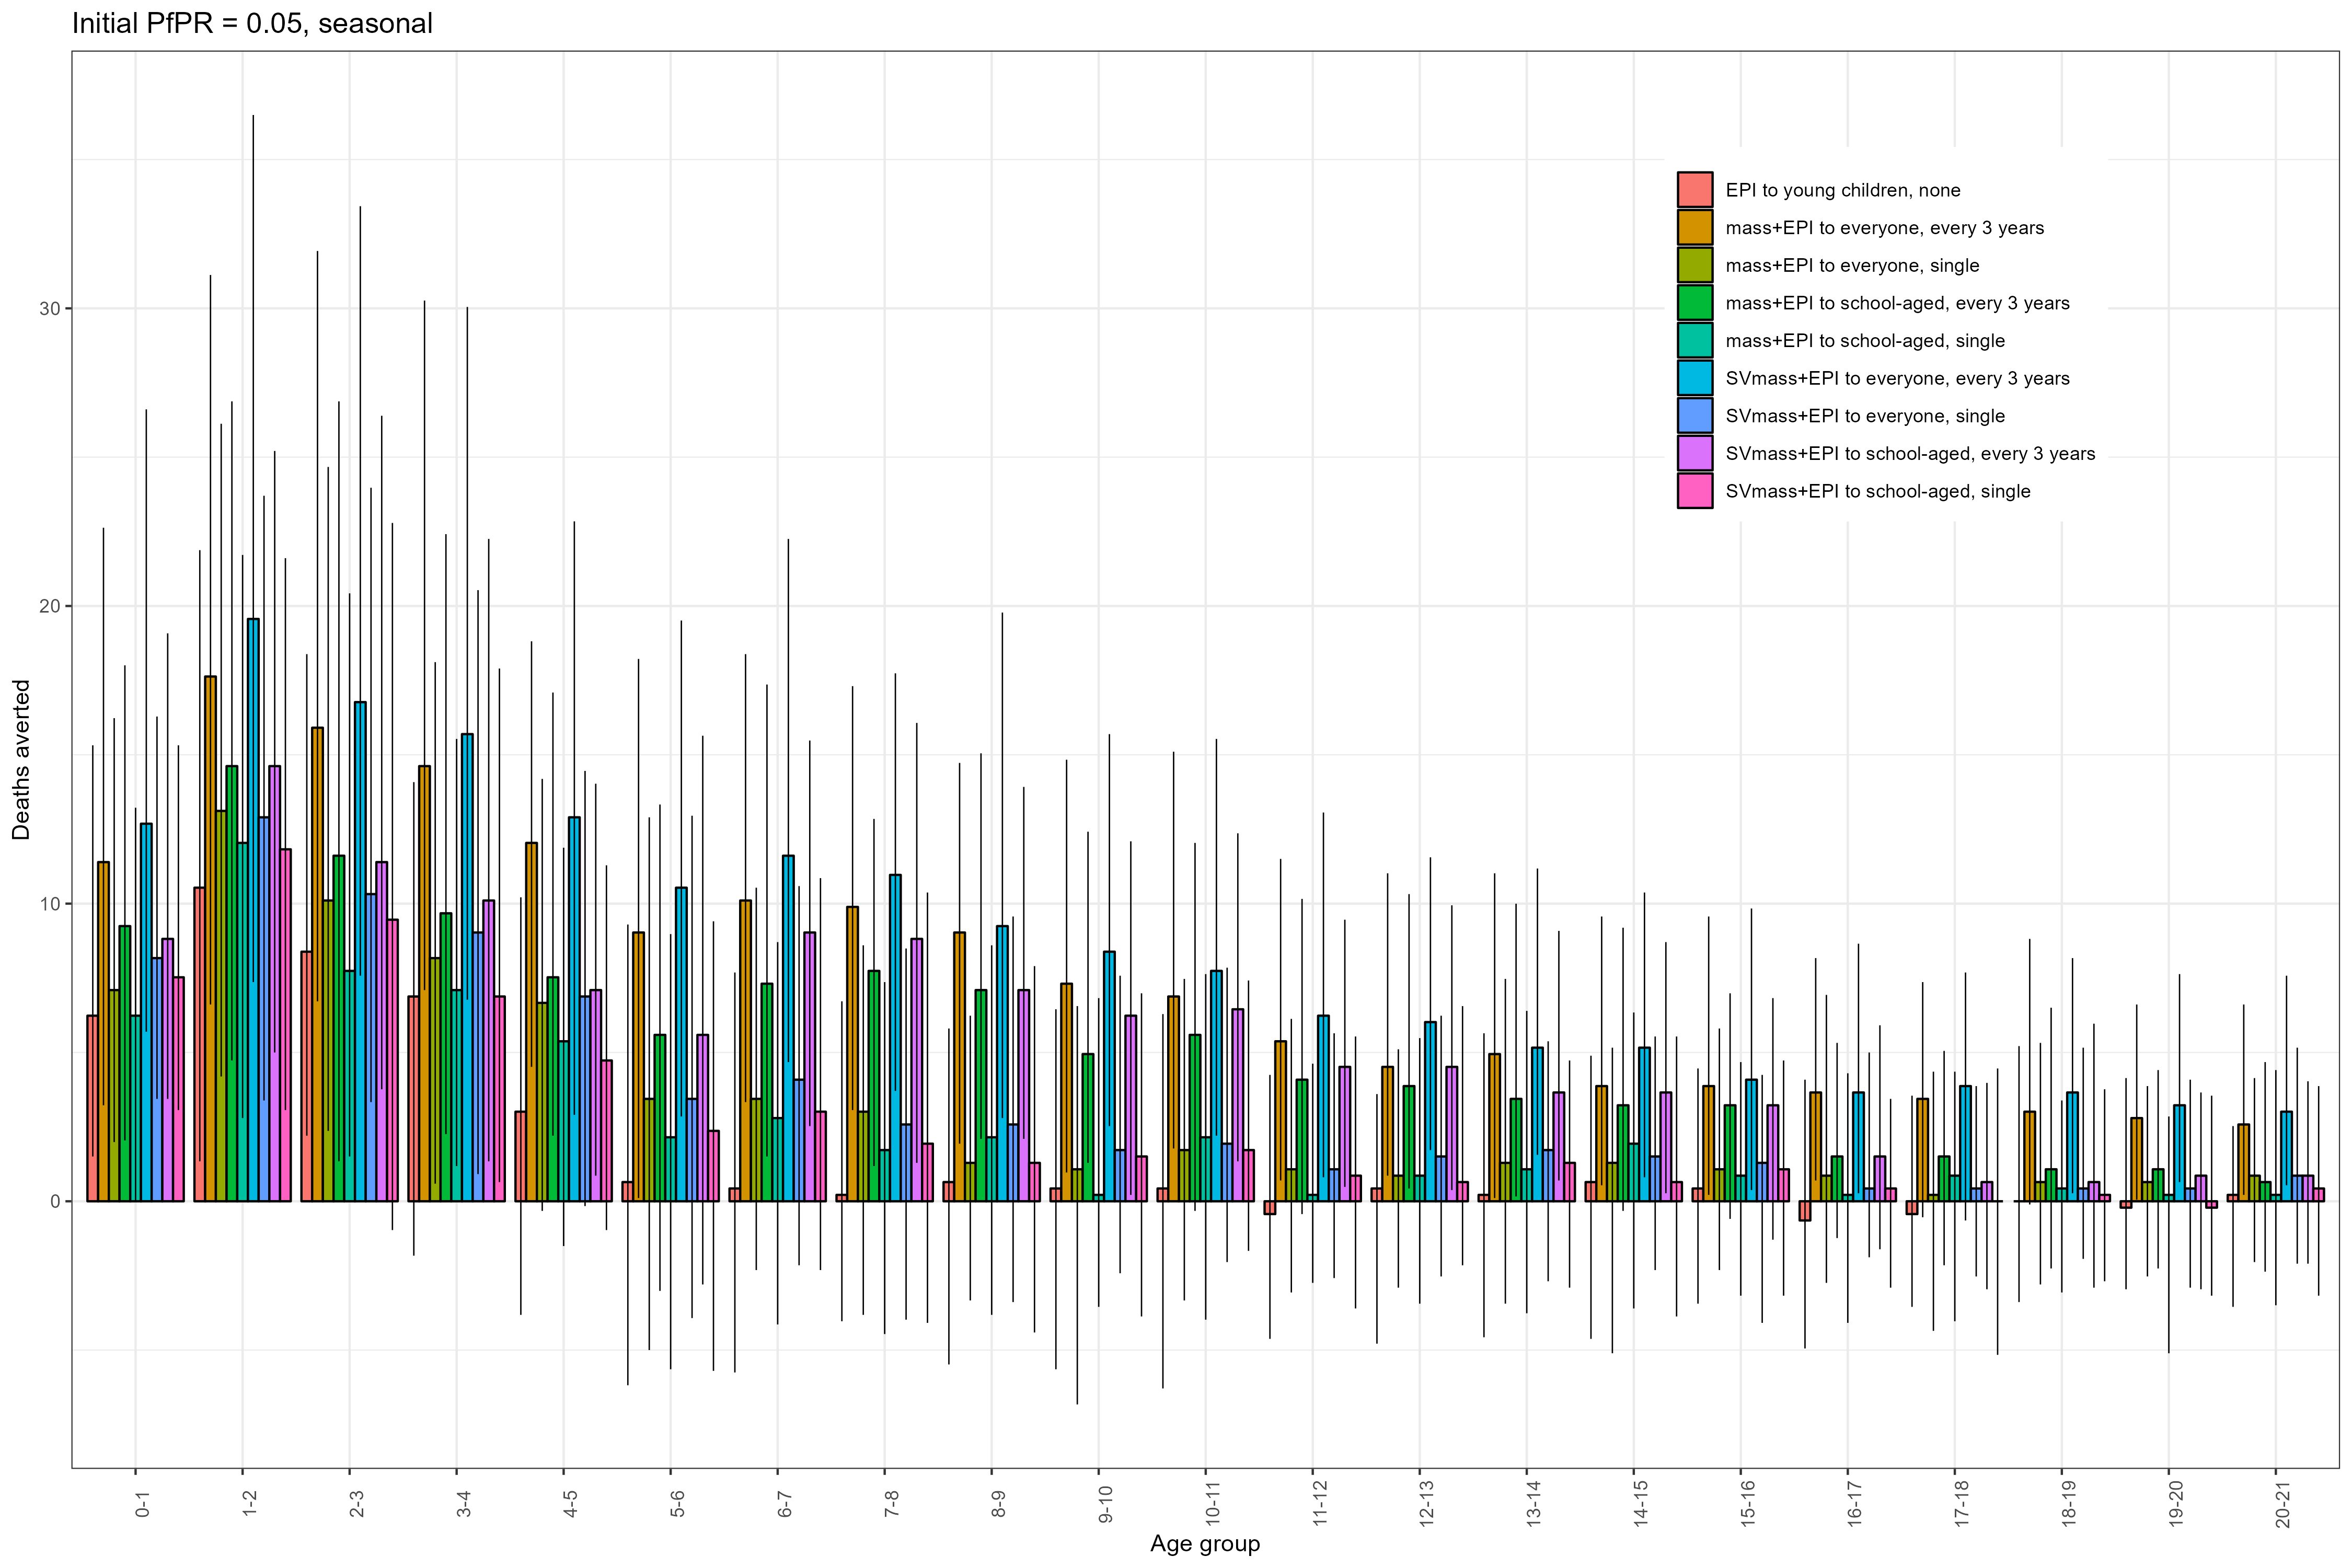 Initial PfPR = 0.05, seasonal
Deaths averted
30
20
10
0
EPI to young children, none
mass+EPI to everyone, every 3 years
mass+EPI to everyone, single
mass+EPI to school-aged, every 3 years
mass+EPI to school-aged, single
SVmass+EPI to everyone, every 3 years
SVmass+EPI to everyone, single
SVmass+EPI to school-aged, every 3 years
SVmass+EPI to school-aged, single
0-1
1-2
2-3
3-4
4-5
5-6
6-7
7-8
8-9
9-10
10-11
11-12
12-13
13-14
14-15
15-16
16-17
17-18
18-19
19-20
20-21
Age group